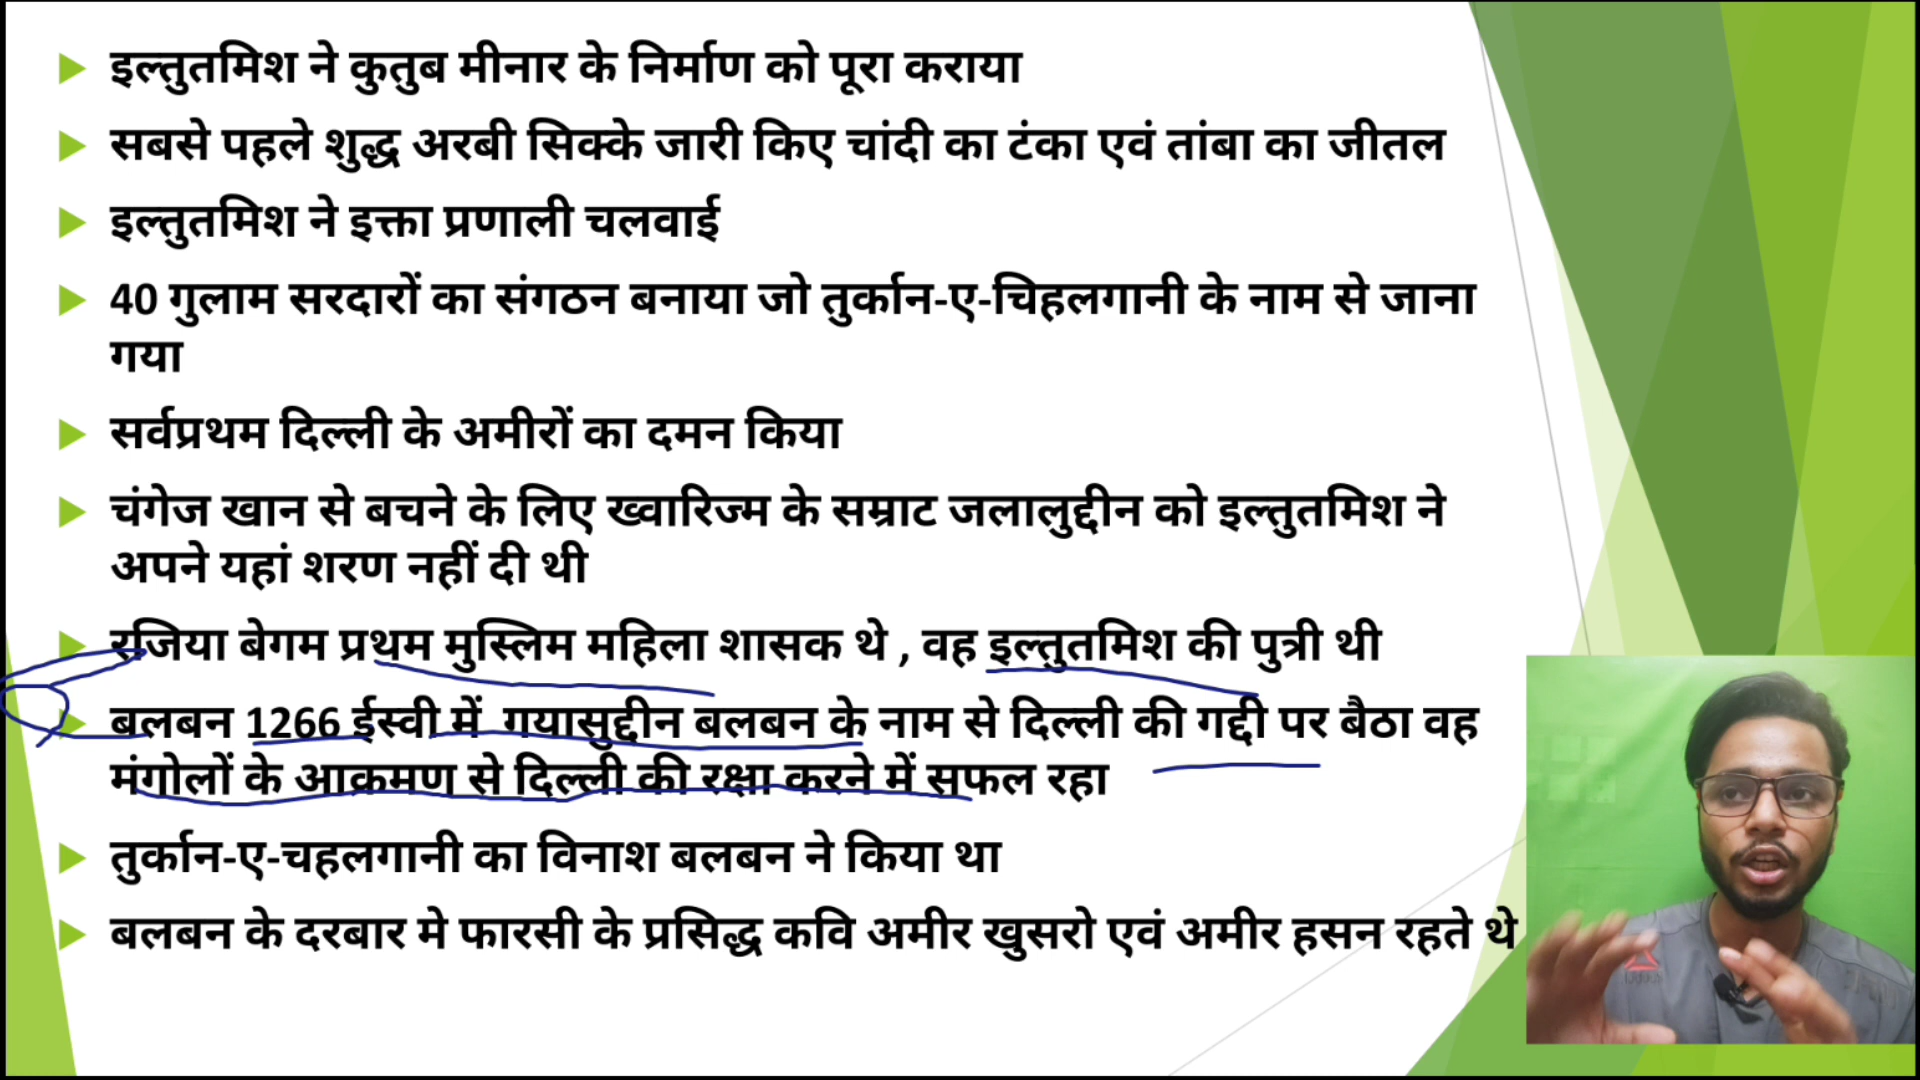 इल्तुतमिश ने कुतुब मीनार के निर्माण को पूरा कराया
सबसे पहले शुद्ध अरबी सिक्के जारी किए चांदी का टंका एवं तांबा का जीतल
इल्तुतमिश ने इक्ता प्रणाली चलवाई
40 गुलाम सरदारों का संगठन बनाया जो तुर्कान-ए-चिहलगानी के नाम से जाना
गया
सर्वप्रथम दिल्ली के अमीरों का दमन किया
चंगेज खान से बचने के लिए ख्वारिज्म के सम्राट जलालुद्दीन को इल्तुतमिश ने
अपने यहां शरण नहीं दी थी
रजिया बेगम प्रथम मुस्लिम महिला शासक थे , वह इल्तुतमिश की पुत्री थी
बलबन 1266 ईस्वी में गयासुद्दीन बलबन के नाम से दिल्ली की गद्दी पर बैठा वह
मंगोलों के आक्रमण से दिल्ली की रक्षा करने में सफल रहा
तुर्कान-ए-चहलगानी का विनाश बलबन ने किया था
बलबन के दरबार मे फारसी के प्रसिद्ध कवि अमीर खुसरो एवं अमीर हसन रहते थे